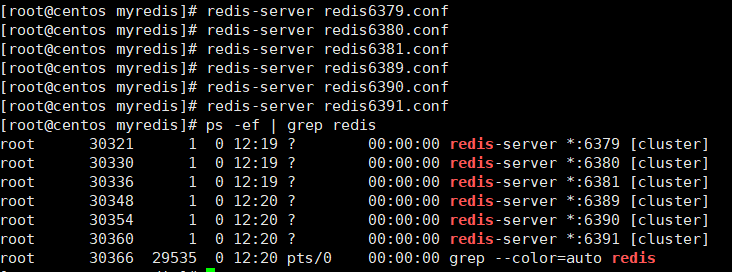 [root@centos myredis]# redis-server redis6379.conf
[root@centos myredis]# redis-server redis6380.conf
[root@centos myredis]# redis-server redis6381.conf
[root@centos myredis]# redis-server redis6389.conf
[root@centos myredis]# redis-server redis6390.conf
[root@centos myredis]# redis-server redis6391.conf
[root@centos myredis]# ps -ef | grep redis
root      30321     1  0 12:19 ?        00:00:00 redis-server *:6379 [cluster]
root      30330     1  0 12:19 ?        00:00:00 redis-server *:6380 [cluster]
root      30336     1  0 12:19 ?        00:00:00 redis-server *:6381 [cluster]
root      30348     1  0 12:20 ?        00:00:00 redis-server *:6389 [cluster]
root      30354     1  0 12:20 ?        00:00:00 redis-server *:6390 [cluster]
root      30360     1  0 12:20 ?        00:00:00 redis-server *:6391 [cluster]
root      30366 29535  0 12:20 pts/0    00:00:00 grep --color=auto redis
[root@centos myredis]#